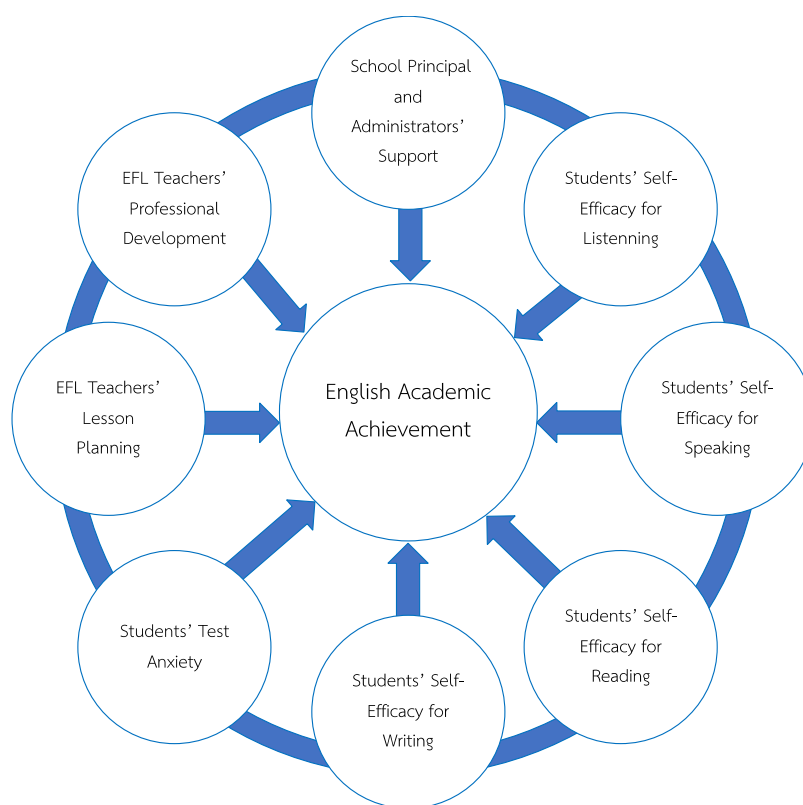 School Principal
and
Administrators’
Support
Students’ Self-
Efficacy for
Listenning
Students’ Self-
Efficacy for
Speaking
Students’ Self-
Efficacy for
Reading
Students’ Self-
Efficacy for
Writing
Students’ Test
Anxiety
EFL Teachers’
Lesson
Planning
EFL Teachers’
Professional
Development
English Academic
Achievement